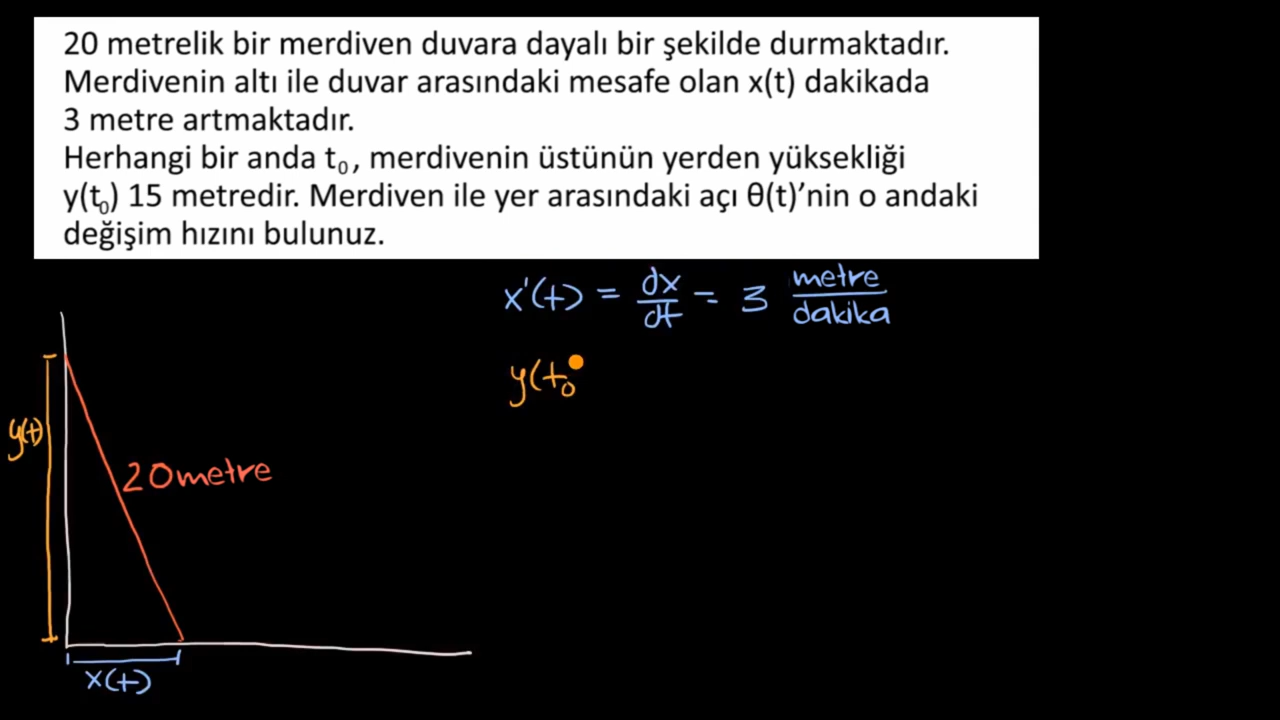 20 metrelik bir merdiven duvara dayalı bir şekilde durmaktadır.
Merdivenin altı ile duvar arasındaki mesafe olan x(t) dakikada
3 metre artmaktadır.
Herhangi bir anda t₀, merdivenin üstünün yerden yüksekliği
y(t₀) 15 metredir. Merdiven ile yer arasındaki açı θ(t)’nin o andaki
değişim hızını bulunuz.
x'(t) = dx/dt = 3 metre/dakika
y(t₀
y(t)
20metre
x(t)